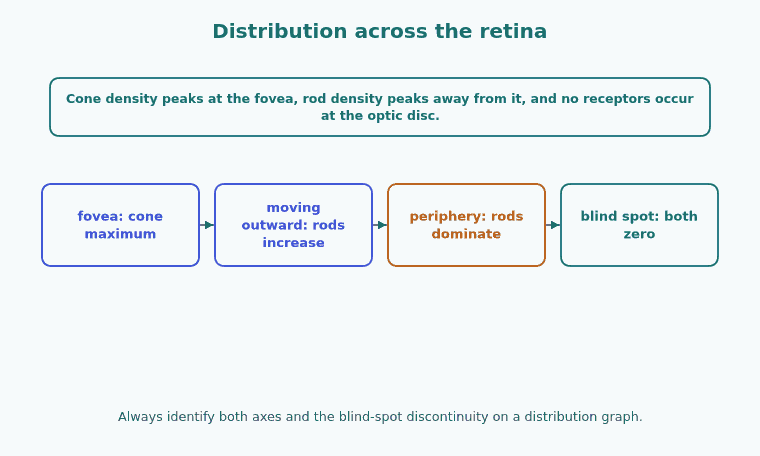 Distribution across the retina
Cone density peaks at the fovea, rod density peaks away from it, and no receptors occur
at the optic disc.
fovea: cone
maximum
moving
outward: rods
increase
periphery: rods
dominate
blind spot: both
zero
Always identify both axes and the blind-spot discontinuity on a distribution graph.